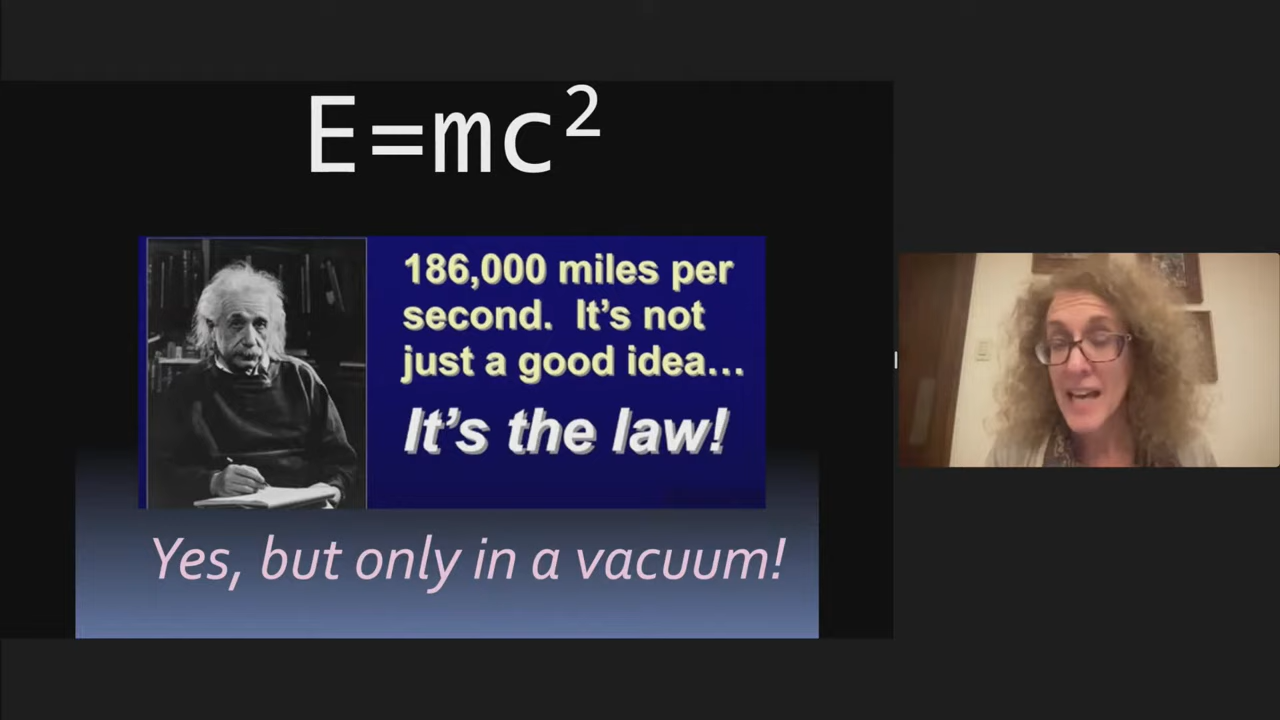 E=mc²
186,000 miles per
second. It's not
just a good idea…
It's the law!
Yes, but only in a vacuum!